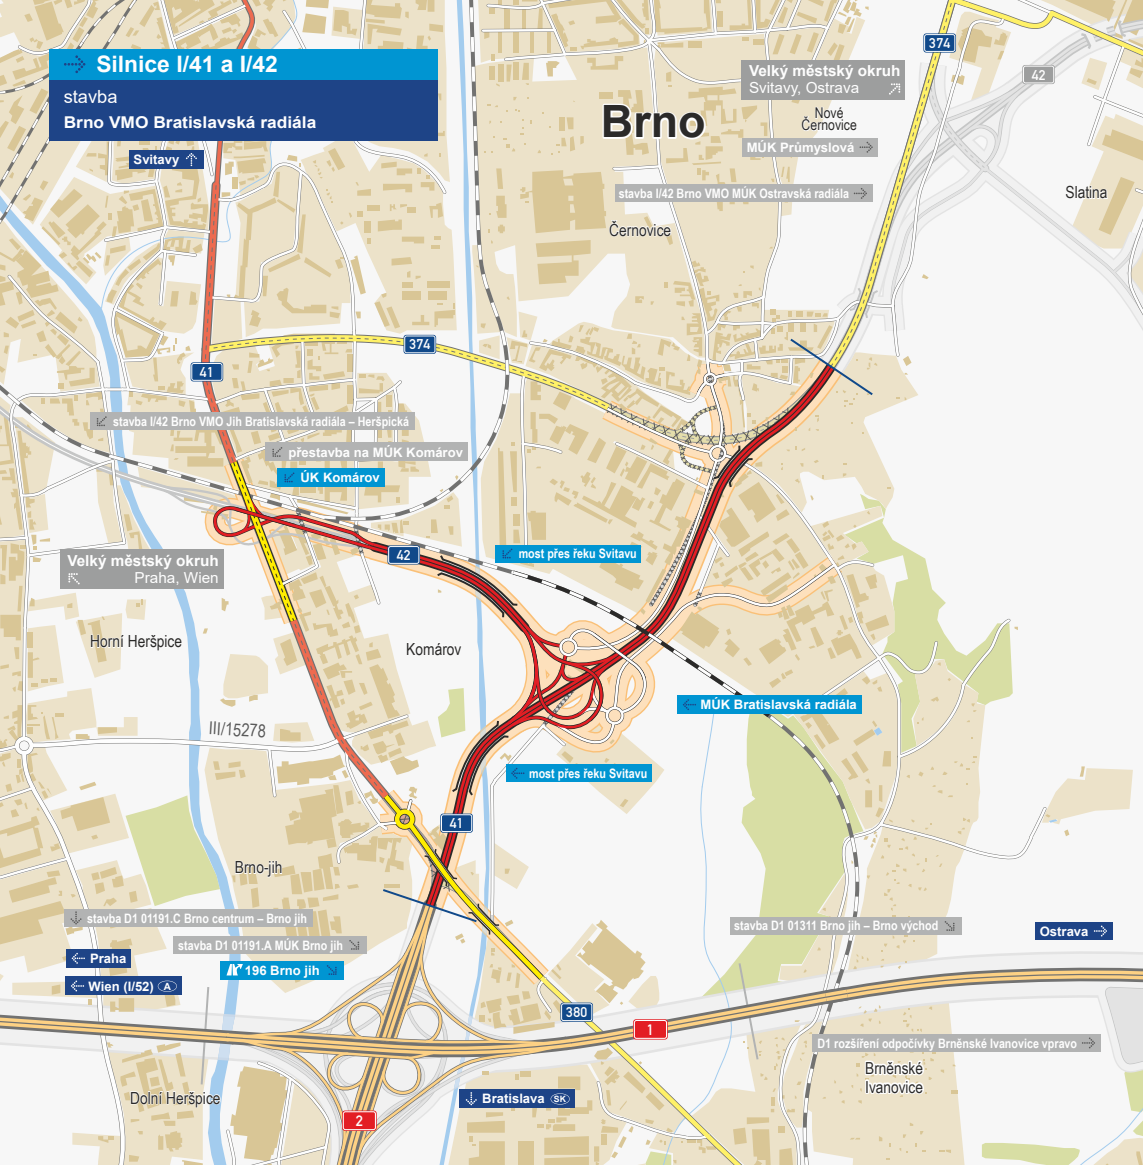 Silnice I/41 a I/42
stavba
Brno VMO Bratislavská radiála
Svitavy
374
42
Velký městský okruh
Svitavy, Ostrava
Brno
Nové
Černovice
MÚK Průmyslová
stavba I/42 Brno VMO MÚK Ostravská radiála
Slatina
Černovice
374
41
stavba I/42 Brno VMO Jih Bratislavská radiála – Heršpická
přestavba na MÚK Komárov
ÚK Komárov
42
most přes řeku Svitavu
Velký městský okruh
Praha, Wien
Horní Heršpice
Komárov
MÚK Bratislavská radiála
III/15278
most přes řeku Svitavu
41
Brno-jih
stavba D1 01191.C Brno centrum – Brno jih
stavba D1 01311 Brno jih – Brno východ
Ostrava
stavba D1 01191.A MÚK Brno jih
Praha
196 Brno jih
Wien (I/52) A
380
1
D1 rozšíření odpočívky Brněnské Ivanovice vpravo
Brněnské
Ivanovice
Dolní Heršpice
Bratislava SK
2